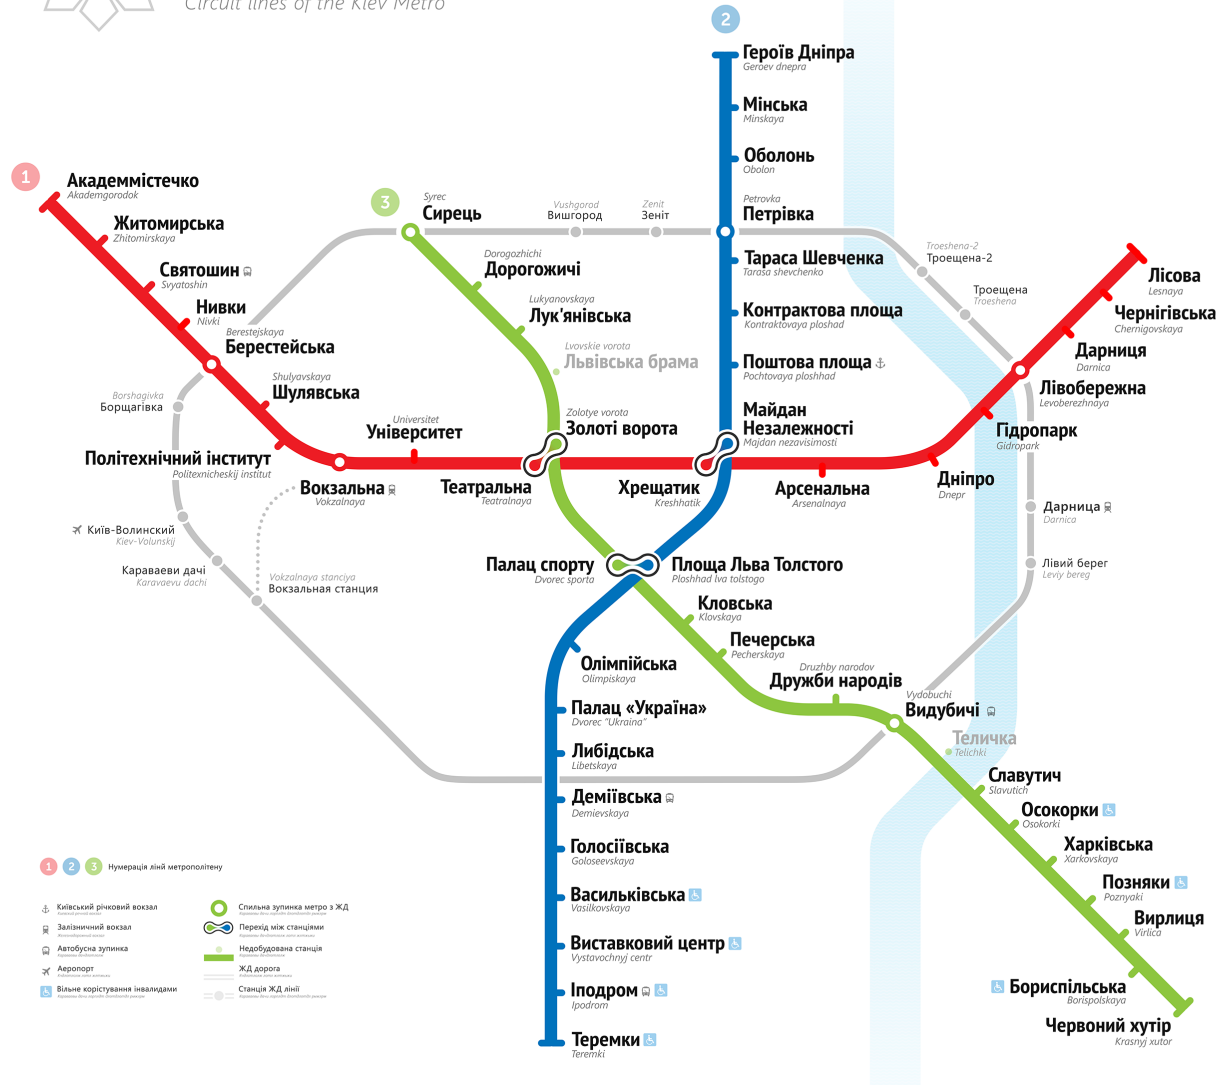 Circuit lines of the Kiev Metro
2
Героїв Дніпра
Geroev dnepra
Мінська
Minskaya
Оболонь
Obolon
1
Академмістечко
Akademgorodok
3
Syrec
Сирець
Vushgorod
Вишгород
Zenit
Зеніт
Petrovka
Петрівка
Житомирська
Zhitomirskaya
Святошин
Svyatoshin
Нивки
Nivki
Berestejskaya
Берестейська
Dorogozhichi
Дорогожичі
Lukyanovskaya
Лук'янівська
Lvovskie vorota
Львівська брама
Тараса Шевченка
Tarasa shevchenko
Контрактова площа
Kontraktovaya ploshad
Поштова площа
Pochtovaya ploshhad
Troeshena-2
Троещена-2
Троещена
Troeshena
Лісова
Lesnaya
Чернігівська
Chernigovskaya
Дарниця
Darnica
Лівобережна
Levoberezhnaya
Гідропарк
Gidropark
Дніпро
Dnepr
Shulyavskaya
Шулявська
Borshagivka
Борщагівка
Universitet
Університет
Zolotye vorota
Золоті ворота
Майдан
Незалежності
Majdan nezavisimosti
Політехнічний інститут
Politexnicheskij institut
Вокзальна
Vokzalnaya
Театральна
Teatralnaya
Хрещатик
Kreshhatik
Арсенальна
Arsenalnaya
Київ-Волинский
Kiev-Volunskij
Караваеви дачі
Karavaevu dachi
Vokzalnaya stanciya
Вокзальная станция
Дарница
Darnica
Лівий берег
Leviy bereg
Палац спорту
Dvorec sporta
Площа Льва Толстого
Ploshhad lva tolstogo
Кловська
Klovskaya
Печерська
Pecherskaya
Druzhby narodov
Дружби народів
Vydobuchi
Видубичі
Теличка
Telichki
Олімпійська
Olimpiskaya
Палац «Україна»
Dvorec "Ukraina"
Либідська
Libetskaya
Деміївська
Demievskaya
Голосіївська
Goloseevskaya
Васильківська
Vasilkovskaya
Виставковий центр
Vystavochnyj centr
Іподром
Ipodrom
Теремки
Teremki
Славутич
Slavutich
Осокорки
Osokorki
Харківська
Xarkovskaya
Позняки
Poznyaki
Вирлиця
Virlica
Бориспільська
Borispolskaya
Червоний хутір
Krasnyj xutor
1 2 3 Нумерація ліній метрополітену
Київський річковий вокзал
Залізничний вокзал
Автобусна зупинка
Аеропорт
Вільне користування інвалидами
Спильна зупинка метро з ЖД
Перехід між станціями
Недобудована станція
ЖД дорога
Станція ЖД лінії